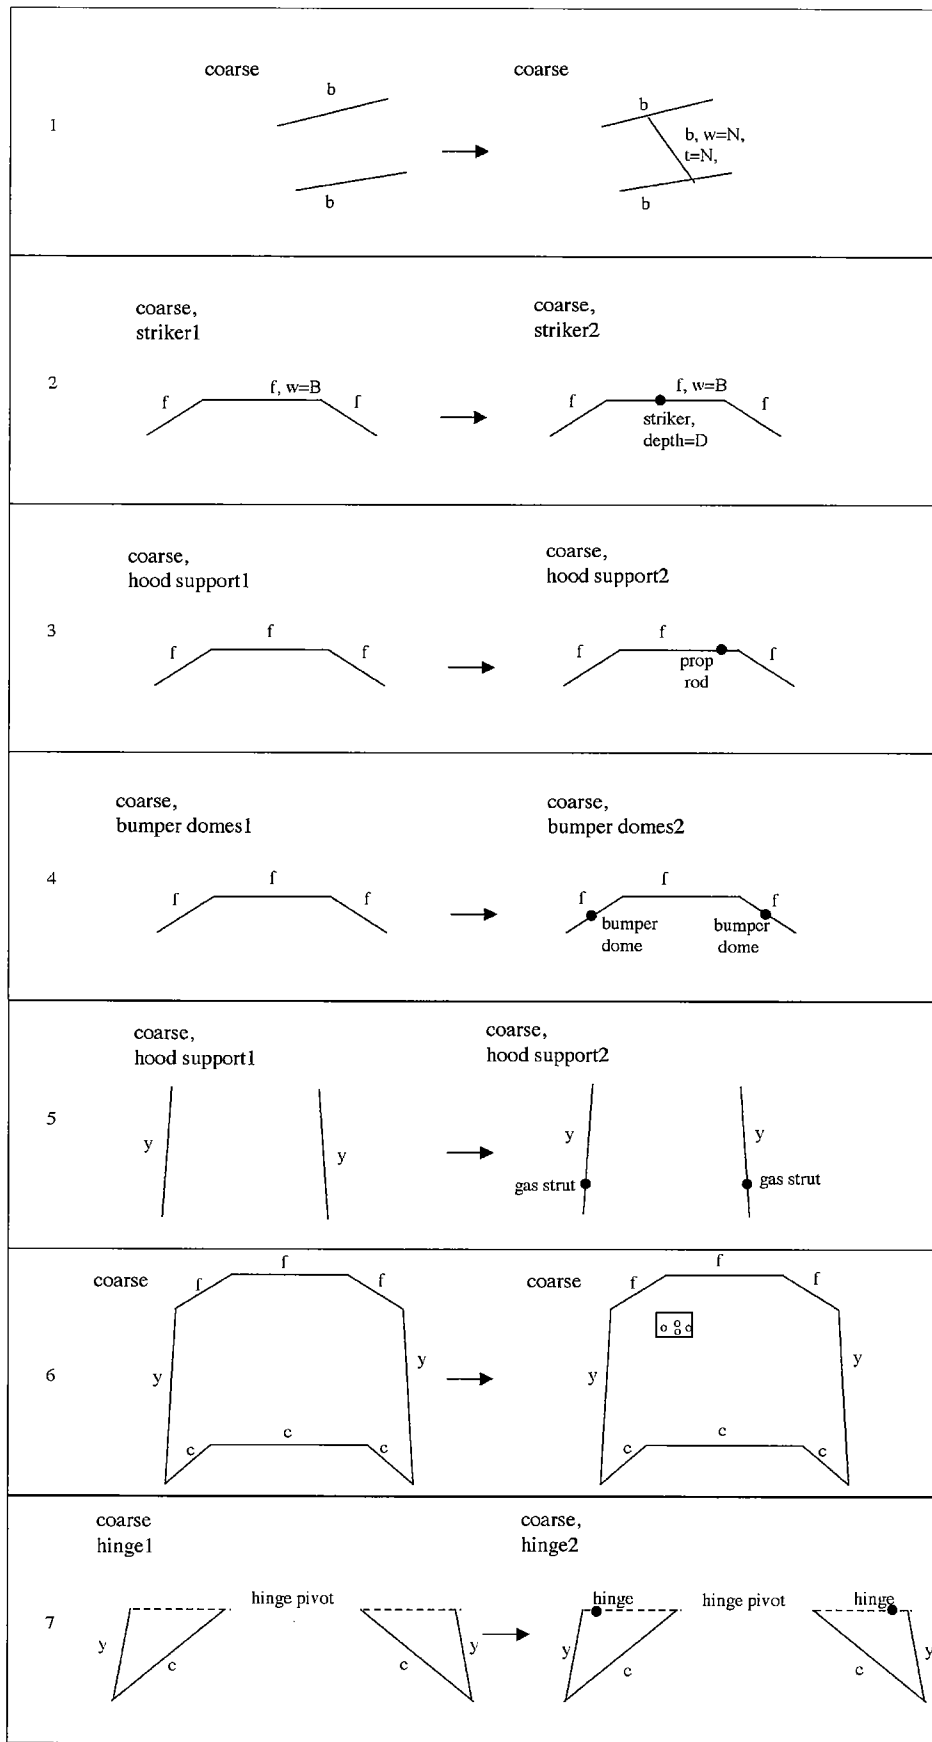 1
coarse
b
b
coarse
b
b, w=N,
t=N,
b
2
coarse,
striker1
f
f, w=B
f
coarse,
striker2
f
f, w=B
f
striker,
depth=D
3
coarse,
hood support1
f
f
f
coarse,
hood support2
f
f
f
prop
rod
4
coarse,
bumper domes1
f
f
f
coarse,
bumper domes2
f
f
f
bumper
dome
bumper
dome
5
coarse,
hood support1
y
y
coarse,
hood support2
y
y
gas strut
gas strut
6
coarse
f
f
f
y
y
c
c
c
coarse
f
f
f
y
y
c
c
c
7
coarse
hinge1
hinge pivot
y
c
c
y
coarse,
hinge2
hinge
hinge pivot
hinge
y
c
c
y